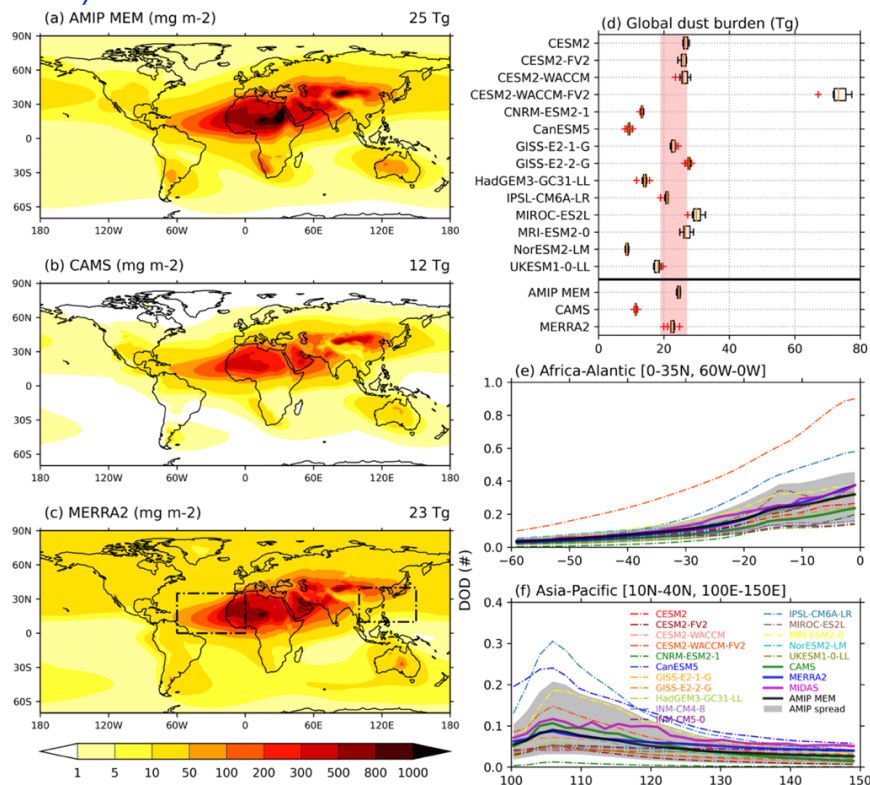 (a) AMIP MEM (mg m-2) 25 Tg
90N
60N
30N
0
30S
60S
180 120W 60W 0 60E 120E 180
(b) CAMS (mg m-2) 12 Tg
90N
60N
30N
0
30S
60S
180 120W 60W 0 60E 120E 180
(c) MERRA2 (mg m-2) 23 Tg
90N
60N
30N
0
30S
60S
180 120W 60W 0 60E 120E 180
1 5 10 50 100 200 300 500 800 1000
(d) Global dust burden (Tg)
CESM2
CESM2-FV2
CESM2-WACCM
CESM2-WACCM-FV2
CNRM-ESM2-1
CanESM5
GISS-E2-1-G
GISS-E2-2-G
HadGEM3-GC31-LL
IPSL-CM6A-LR
MIROC-ES2L
MRI-ESM2-0
NorESM2-LM
UKESM1-0-LL
AMIP MEM
CAMS
MERRA2
0 20 40 60 80
(e) Africa-Alantic [0-35N, 60W-0W]
1.0
0.8
0.6
0.4
0.2
0.0
−60 −50 −40 −30 −20 −10 0
DOD (#)
(f) Asia-Pacific [10N-40N, 100E-150E]
0.4
0.3
0.2
0.1
0.0
100 110 120 130 140 150
CESM2
CESM2-FV2
CESM2-WACCM
CESM2-WACCM-FV2
CNRM-ESM2-1
CanESM5
GISS-E2-1-G
GISS-E2-2-G
HadGEM3-GC31-LL
INM-CM4-8
INM-CM5-0
IPSL-CM6A-LR
MIROC-ES2L
MRI-ESM2-0
NorESM2-LM
UKESM1-0-LL
CAMS
MERRA2
MIDAS
AMIP MEM
AMIP spread